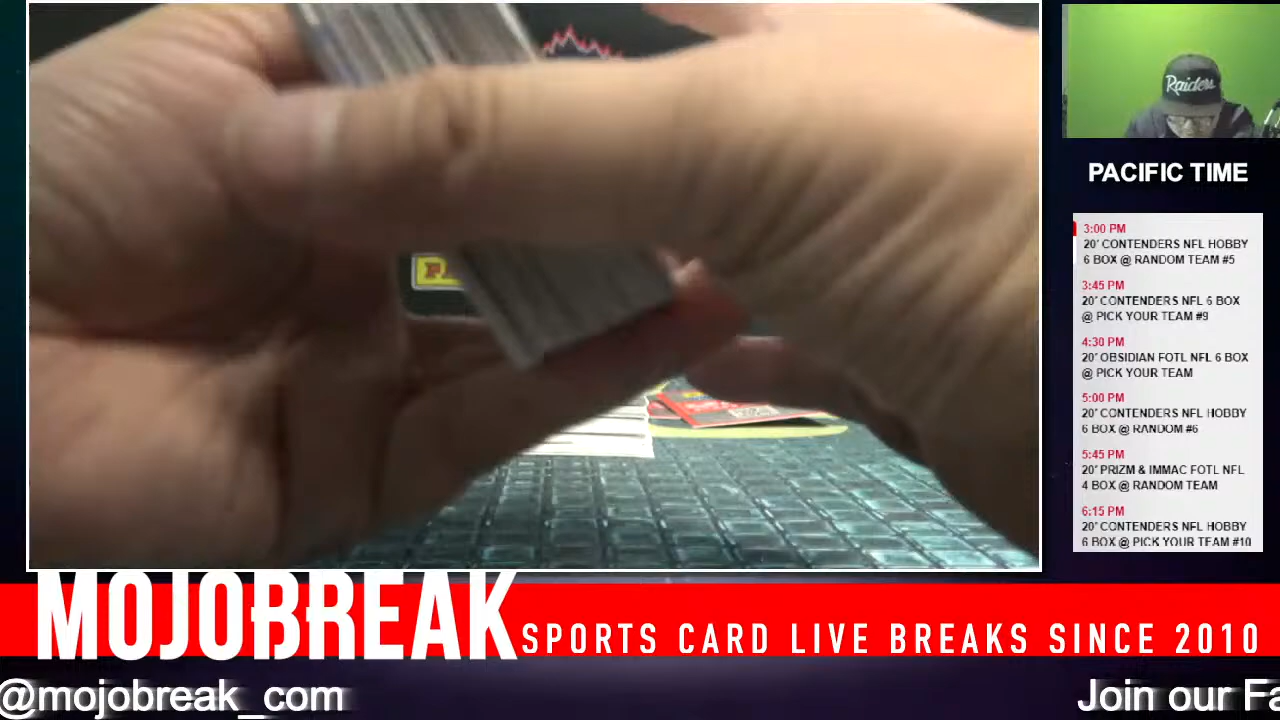 Raiders
PACIFIC TIME
3:00 PM
20' CONTENDERS NFL HOBBY
6 BOX @ RANDOM TEAM #5
3:45 PM
20' CONTENDERS NFL 6 BOX
@ PICK YOUR TEAM #9
4:30 PM
20' OBSIDIAN FOTL NFL 6 BOX
@ PICK YOUR TEAM
5:00 PM
20' CONTENDERS NFL HOBBY
6 BOX @ RANDOM #6
5:45 PM
20' PRIZM & IMMAC FOTL NFL
4 BOX @ RANDOM TEAM
6:15 PM
20' CONTENDERS NFL HOBBY
6 BOX @ PICK YOUR TEAM #10
MOJOBREAK
SPORTS CARD LIVE BREAKS SINCE 2010
@mojobreak_com
Join our Fa